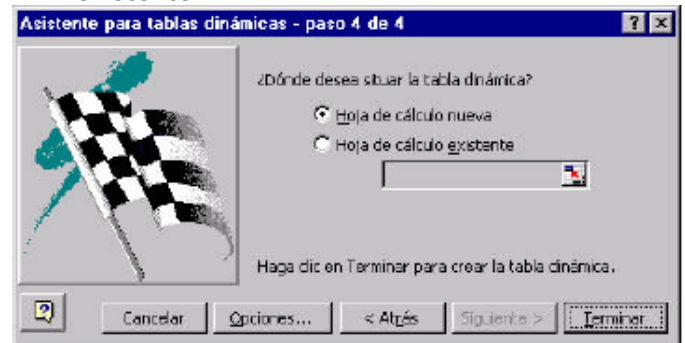 Asistente para tablas dinámicas - paso 4 de 4
¿Dónde desea situar la tabla dinámica?
Hoja de cálculo nueva
Hoja de cálculo existente
Haga clic en Terminar para crear la tabla dinámica.
Cancelar Opciones... < Atrás Siguiente > Terminar